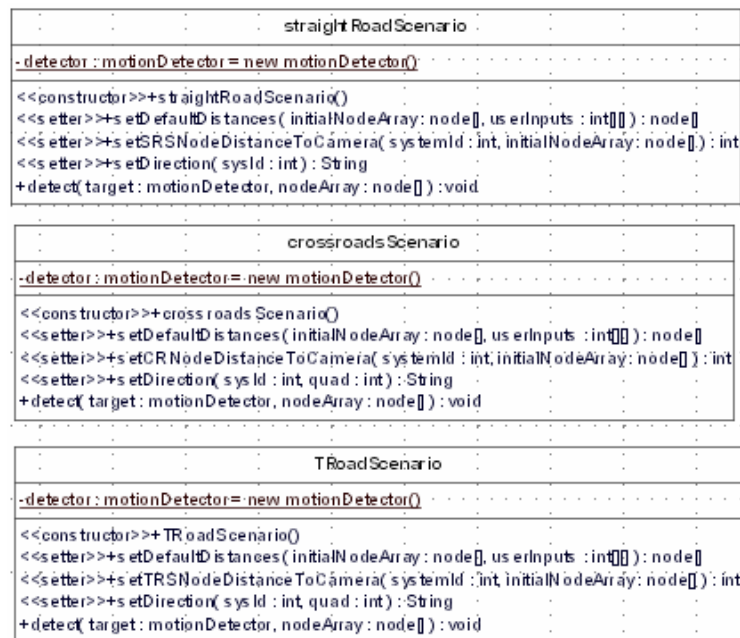 straightRoadScenario
- detector : motionDetector = new motionDetector()
<<constructor>>+straightRoadScenario()
<<setter>>+setDefaultDistances( initialNodeArray : node[], userInputs : int[][] ) : node[]
<<setter>>+setSRSNodeDistanceToCamera( systemId : int, initialNodeArray : node[] ) : int
<<setter>>+setDirection( sysId : int ) : String
+detect( target : motionDetector, nodeArray : node[] ) : void
crossroadsScenario
-detector : motionDetector = new motionDetector()
<<constructor>>+crossroadsScenario()
<<setter>>+setDefaultDistances( initialNodeArray : node[], userInputs : int[][] ) : node[]
<<setter>>+setCRNodeDistanceToCamera( systemId : int, initialNodeArray : node[] ) : int
<<setter>>+setDirection( sysId : int, quad : int ) : String
+detect( target : motionDetector, nodeArray : node[] ) : void
TRoadScenario
-detector : motionDetector = new motionDetector()
<<constructor>>+TRoadScenario()
<<setter>>+setDefaultDistances( initialNodeArray : node[], userInputs : int[][] ) : node[]
<<setter>>+setTRSNodeDistanceToCamera( systemId : int, initialNodeArray : node[] ) : int
<<setter>>+setDirection( sysId : int, quad : int ) : String
+detect( target : motionDetector, nodeArray : node[] ) : void